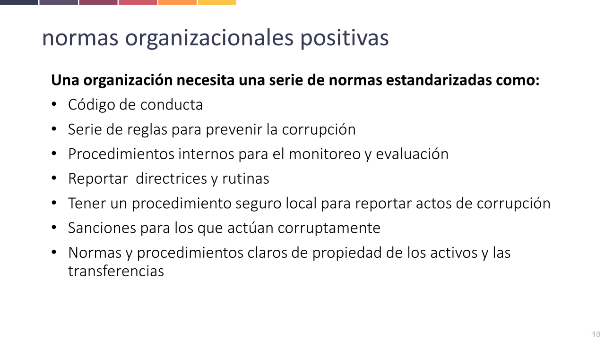 normas organizacionales positivas
Una organización necesita una serie de normas estandarizadas como:
• Código de conducta
• Serie de reglas para prevenir la corrupción
• Procedimientos internos para el monitoreo y evaluación
• Reportar  directrices y rutinas
• Tener un procedimiento seguro local para reportar actos de corrupción
• Sanciones para los que actúan corruptamente
• Normas y procedimientos claros de propiedad de los activos y las
transferencias
48